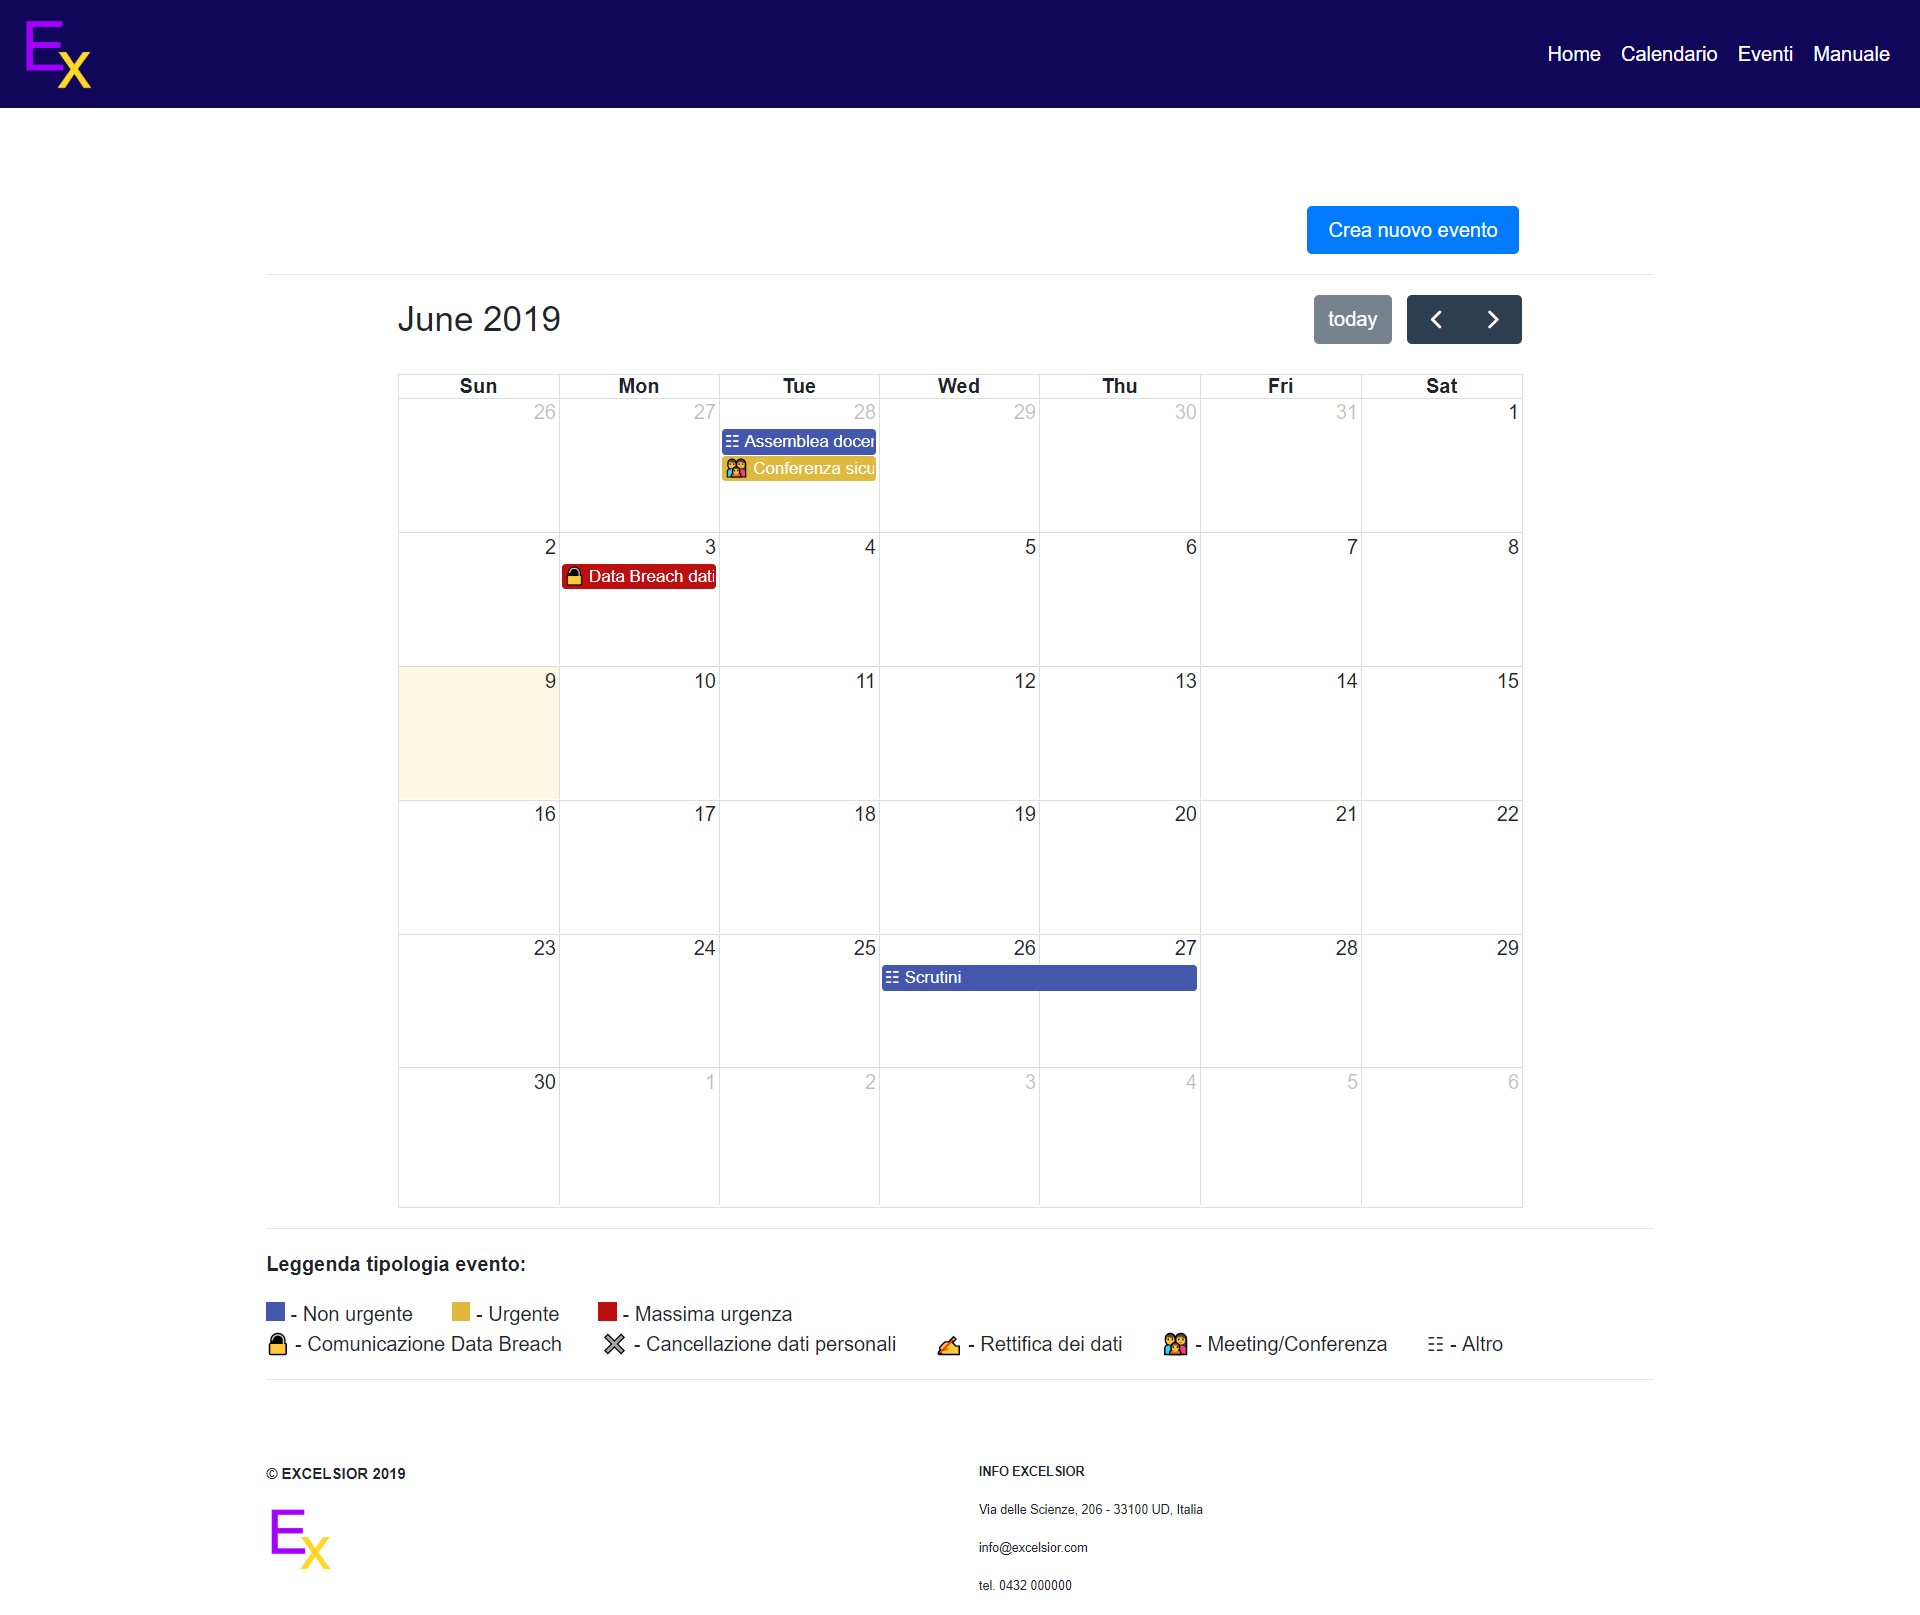 Ex
Home Calendario Eventi Manuale
Crea nuovo evento
June 2019
today
Sun Mon Tue Wed Thu Fri Sat
26 27 28 29 30 31 1
Assemblea docer
Conferenza sicu
2 3 4 5 6 7 8
Data Breach dati
9 10 11 12 13 14 15
16 17 18 19 20 21 22
23 24 25 26 27 28 29
Scrutini
30 1 2 3 4 5 6
Leggenda tipologia evento:
- Non urgente - Urgente - Massima urgenza
- Comunicazione Data Breach - Cancellazione dati personali - Rettifica dei dati - Meeting/Conferenza - Altro
© EXCELSIOR 2019
Ex
INFO EXCELSIOR
Via delle Scienze, 206 - 33100 UD, Italia
info@excelsior.com
tel. 0432 000000